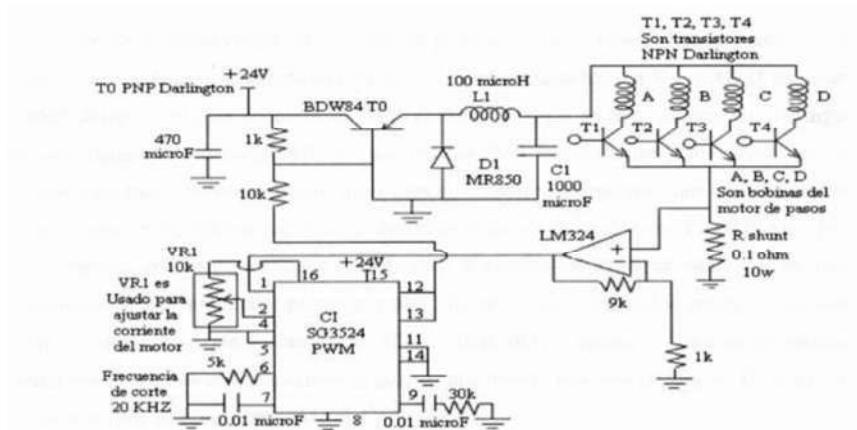 T1, T2, T3, T4
Son transistores
NPN Darlington
+24V
T0 PNP Darlington
BDW84 T0
100 microH
L1
A
B
C
D
470
microF
1k
10k
D1
MR850
C1
1000
microF
T1
T2
T3
T4
A, B, C, D
Son bobinas del
motor de pasos
LM324
+
−
R shunt
0.1 ohm
10w
9k
1k
VR1
10k
VR1 es
Usado para
ajustar la
corriente
del motor
+24V
16
T15
1
2
4
5
6
7
8
9
12
13
11
14
CI
SG3524
PWM
5k
Frecuencia
de corte
20 KHZ
0.01 microF
0.01 microF
30k